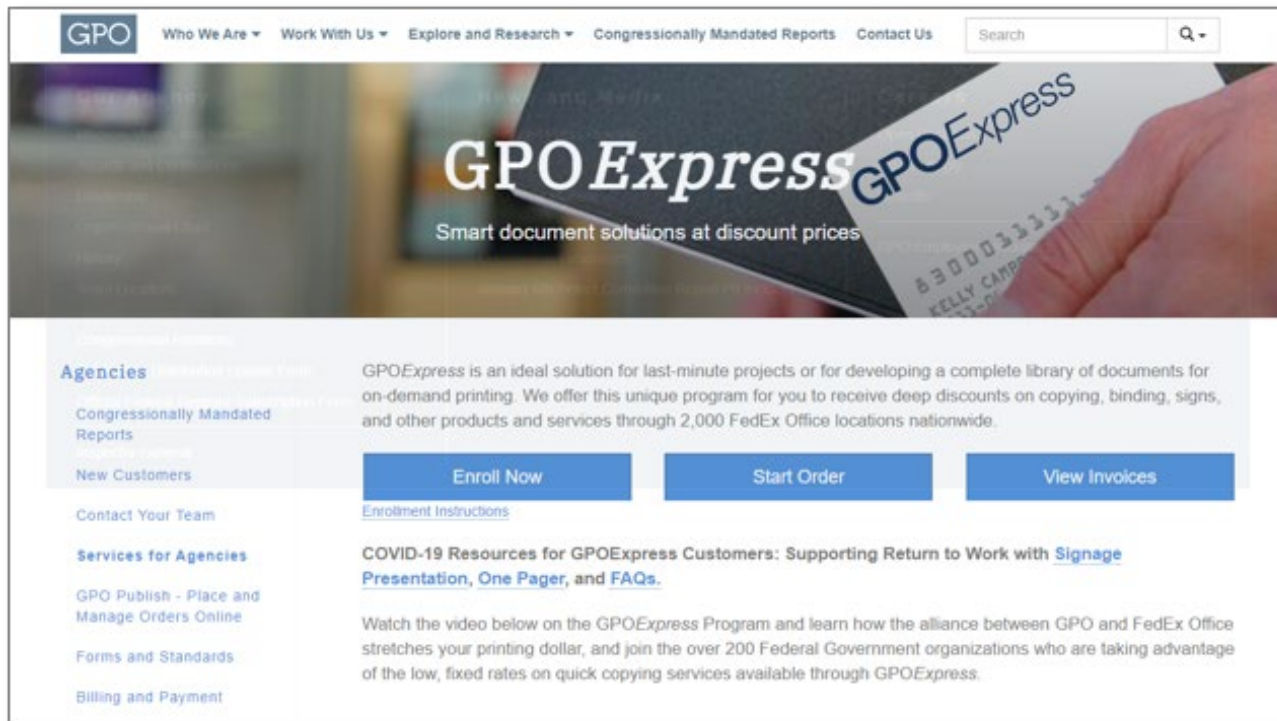 GPO
Who We Are
Work With Us
Explore and Research
Congressionally Mandated Reports
Contact Us
Search
GPOExpress
Smart document solutions at discount prices
GPOExpress
KELLY
Agencies
Congressionally Mandated
Reports
New Customers
Contact Your Team
Services for Agencies
GPO Publish - Place and
Manage Orders Online
Forms and Standards
Billing and Payment
GPOExpress is an ideal solution for last-minute projects or for developing a complete library of documents for
on-demand printing. We offer this unique program for you to receive deep discounts on copying, binding, signs,
and other products and services through 2,000 FedEx Office locations nationwide.
Enroll Now
Start Order
View Invoices
Enrollment Instructions
COVID-19 Resources for GPOExpress Customers: Supporting Return to Work with Signage
Presentation, One Pager, and FAQs.
Watch the video below on the GPOExpress Program and learn how the alliance between GPO and FedEx Office
stretches your printing dollar, and join the over 200 Federal Government organizations who are taking advantage
of the low, fixed rates on quick copying services available through GPOExpress.